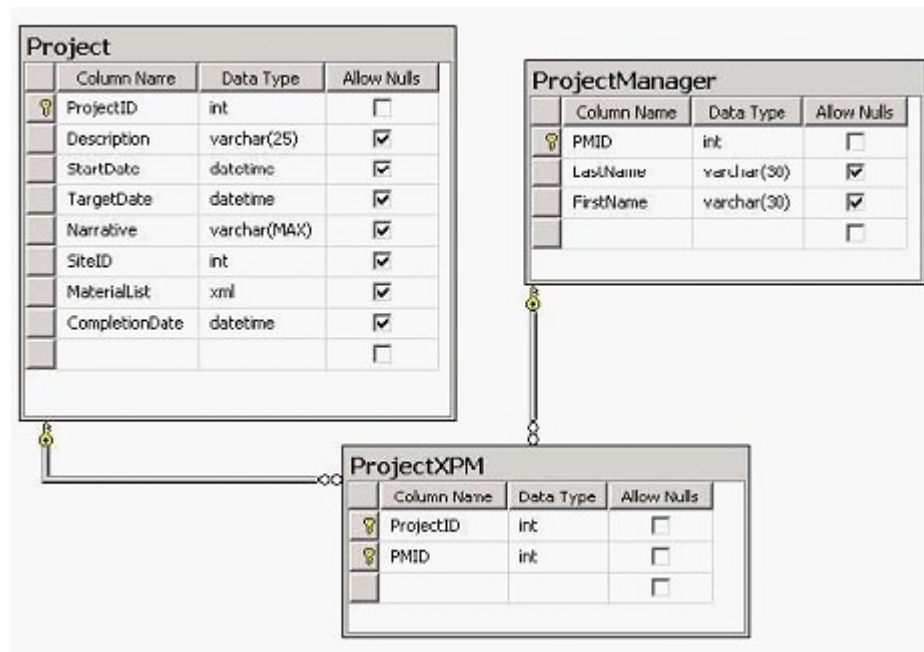 Project
Column Name Data Type Allow Nulls
ProjectID int
Description varchar(25)
StartDate datetime
TargetDate datetime
Narrative varchar(MAX)
SiteID int
MaterialList xml
CompletionDate datetime
ProjectManager
Column Name Data Type Allow Nulls
PMID int
LastName varchar(30)
FirstName varchar(30)
ProjectXPM
Column Name Data Type Allow Nulls
ProjectID int
PMID int